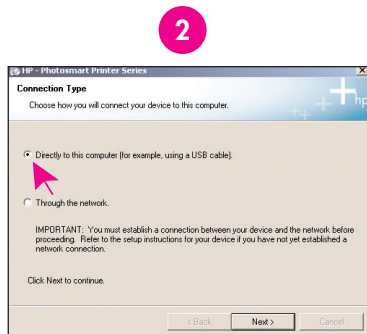 2
HP - Photosmart Printer Series
Connection Type
Choose how you will connect your device to this computer.
hp
Directly to this computer (for example, using a USB cable).
Through the network.
IMPORTANT: You must establish a connection between your device and the network before
proceeding. Refer to the setup instructions for your device if you have not yet established a
network connection.
Click Next to continue.
< Back
Next >
Cancel